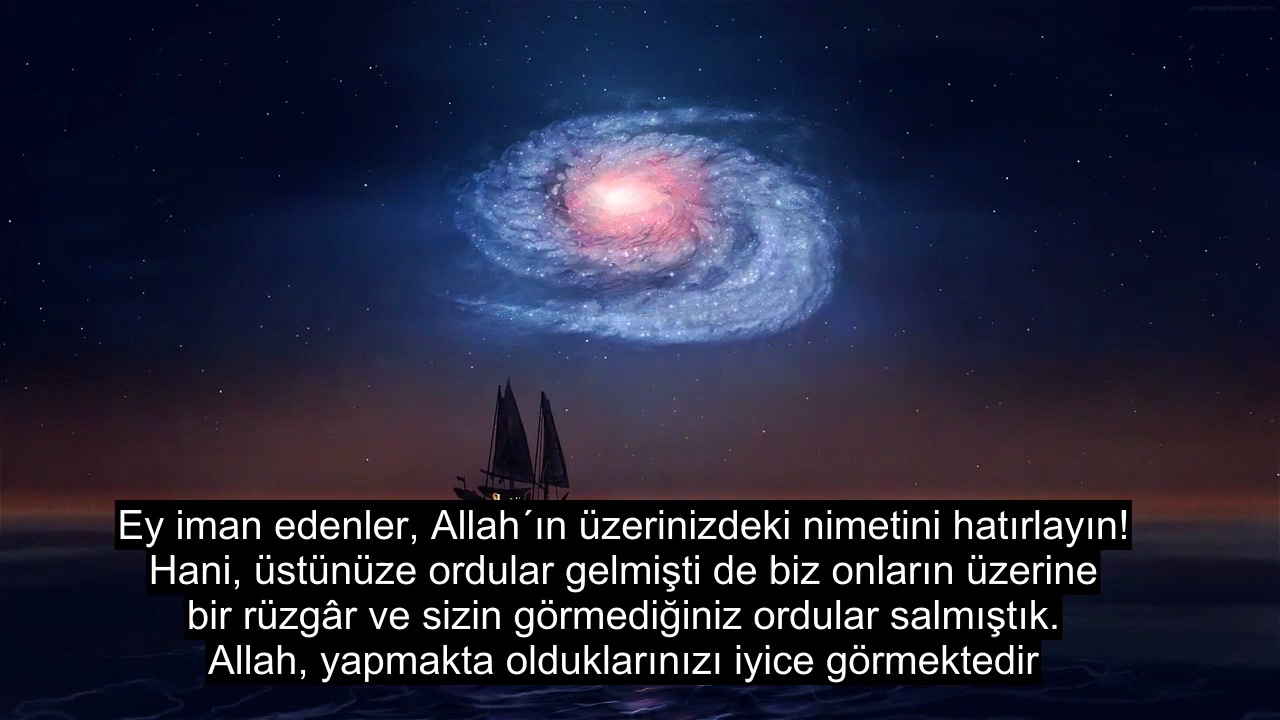 Ey iman edenler, Allah´ın üzerinizdeki nimetini hatırlayın!
Hani, üstünüze ordular gelmişti de biz onların üzerine
bir rüzgâr ve sizin görmediğiniz ordular salmıştık.
Allah, yapmakta olduklarınızı iyice görmektedir